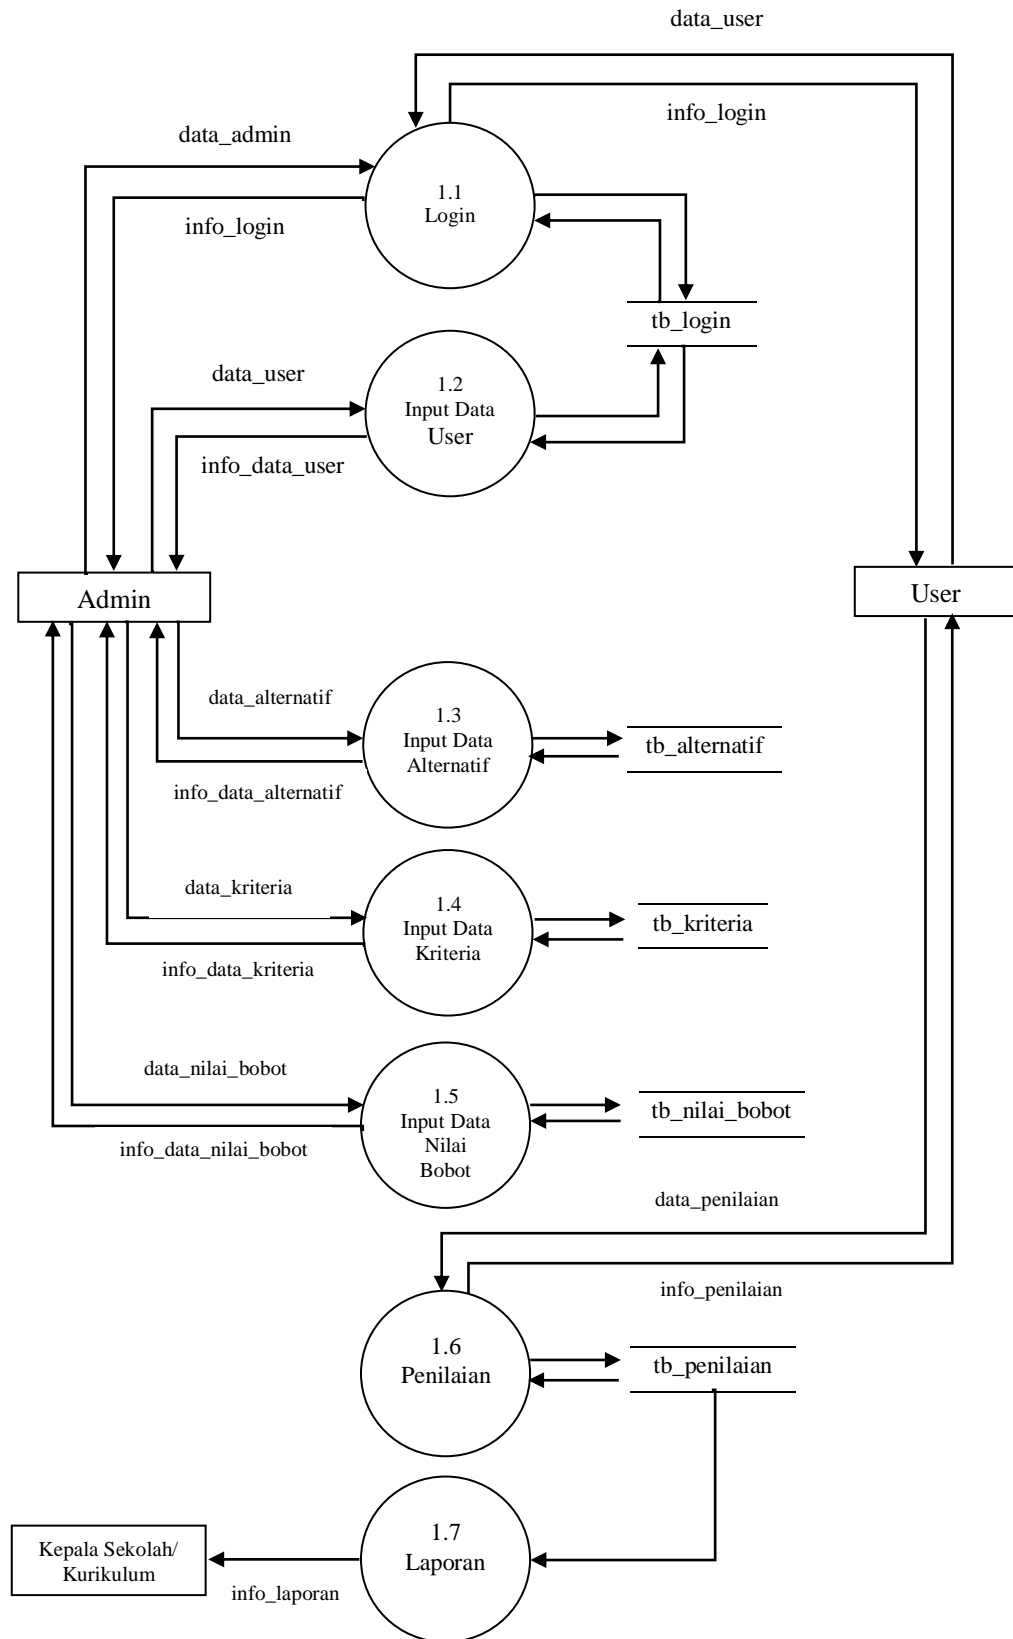 data_user
info_login
data_admin
1.1
Login
info_login
tb_login
data_user
1.2
Input Data
User
info_data_user
Admin
User
data_alternatif
1.3
Input Data
Alternatif
tb_alternatif
info_data_alternatif
data_kriteria
1.4
Input Data
Kriteria
tb_kriteria
info_data_kriteria
data_nilai_bobot
1.5
Input Data
Nilai
Bobot
tb_nilai_bobot
info_data_nilai_bobot
data_penilaian
info_penilaian
1.6
Penilaian
tb_penilaian
1.7
Laporan
Kepala Sekolah/
Kurikulum
info_laporan